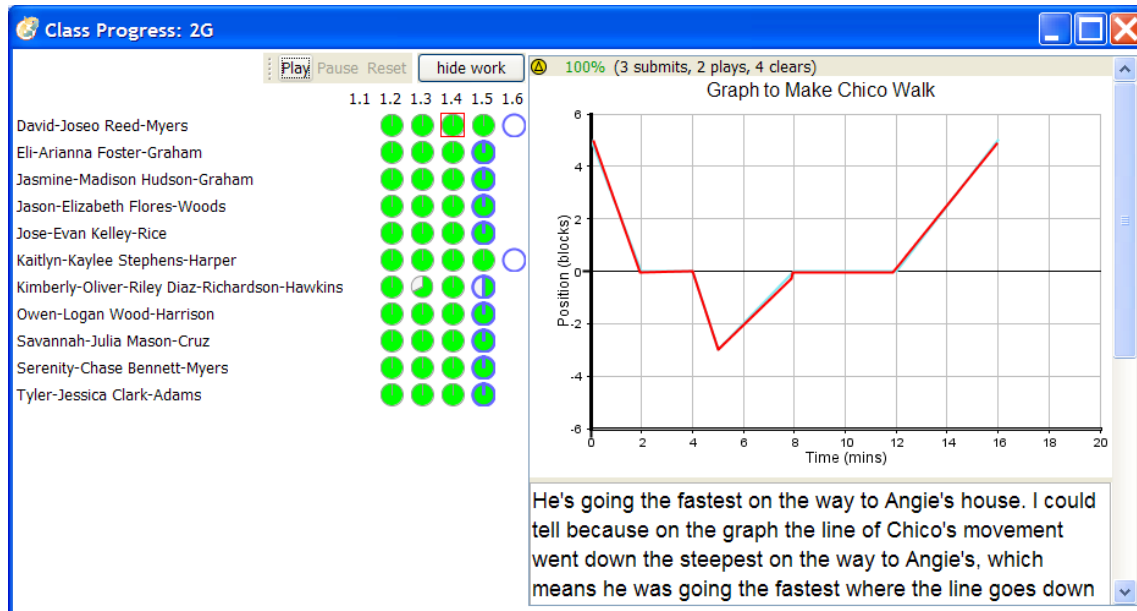 Class Progress: 2G
Play Pause Reset hide work
100% (3 submits, 2 plays, 4 clears)
1.1 1.2 1.3 1.4 1.5 1.6
David-Joseo Reed-Myers
Eli-Arianna Foster-Graham
Jasmine-Madison Hudson-Graham
Jason-Elizabeth Flores-Woods
Jose-Evan Kelley-Rice
Kaitlyn-Kaylee Stephens-Harper
Kimberly-Oliver-Riley Diaz-Richardson-Hawkins
Owen-Logan Wood-Harrison
Savannah-Julia Mason-Cruz
Serenity-Chase Bennett-Myers
Tyler-Jessica Clark-Adams
Graph to Make Chico Walk
Position (blocks)
6
4
2
0
-2
-4
-6
0 2 4 6 8 10 12 14 16 18 20
Time (mins)
He's going the fastest on the way to Angie's house. I could
tell because on the graph the line of Chico's movement
went down the steepest on the way to Angie's, which
means he was going the fastest where the line goes down